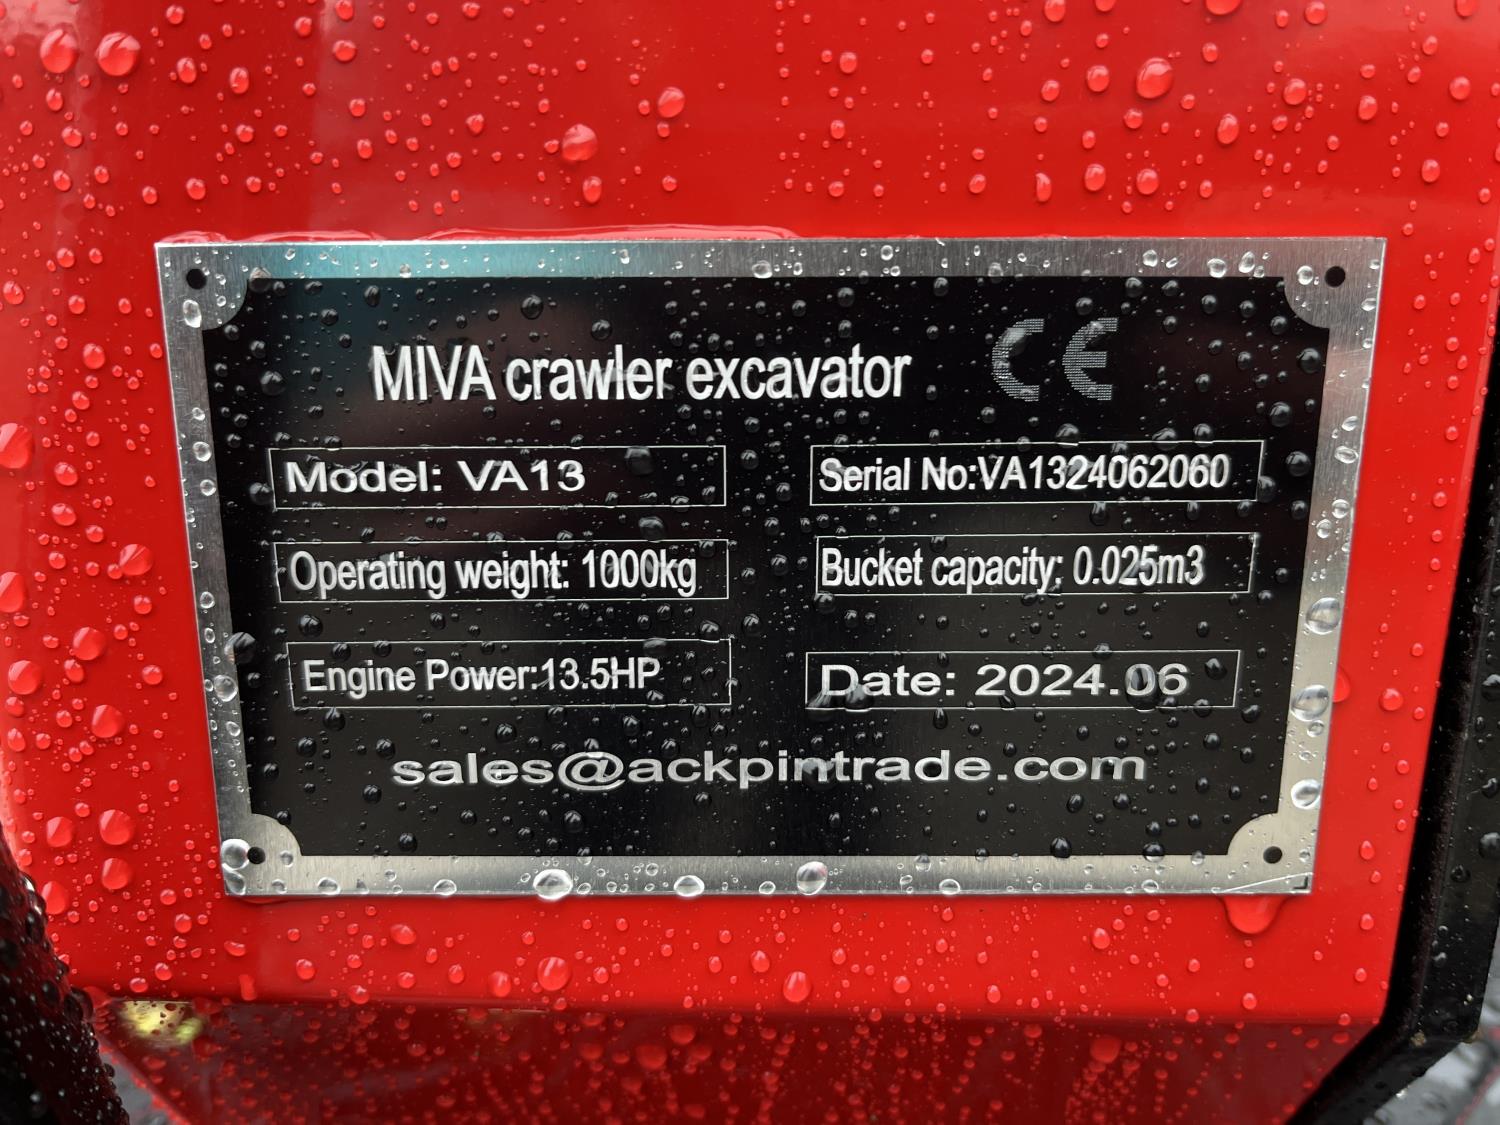 MIVA crawler excavator CE
Model: VA13
Serial No:VA1324062060
Operating weight: 1000kg
Bucket capacity: 0.025m3
Engine Power:13.5HP
Date: 2024.06
sales@ackpintrade.com